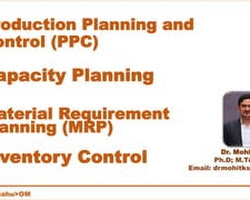 roduction Planning and
ontrol (PPC)
apacity Planning
aterial Requirement
anning (MRP)
ventory Control
Dr. Mohi
Ph.D; M.T
Email: drmohitks
ahu>OM